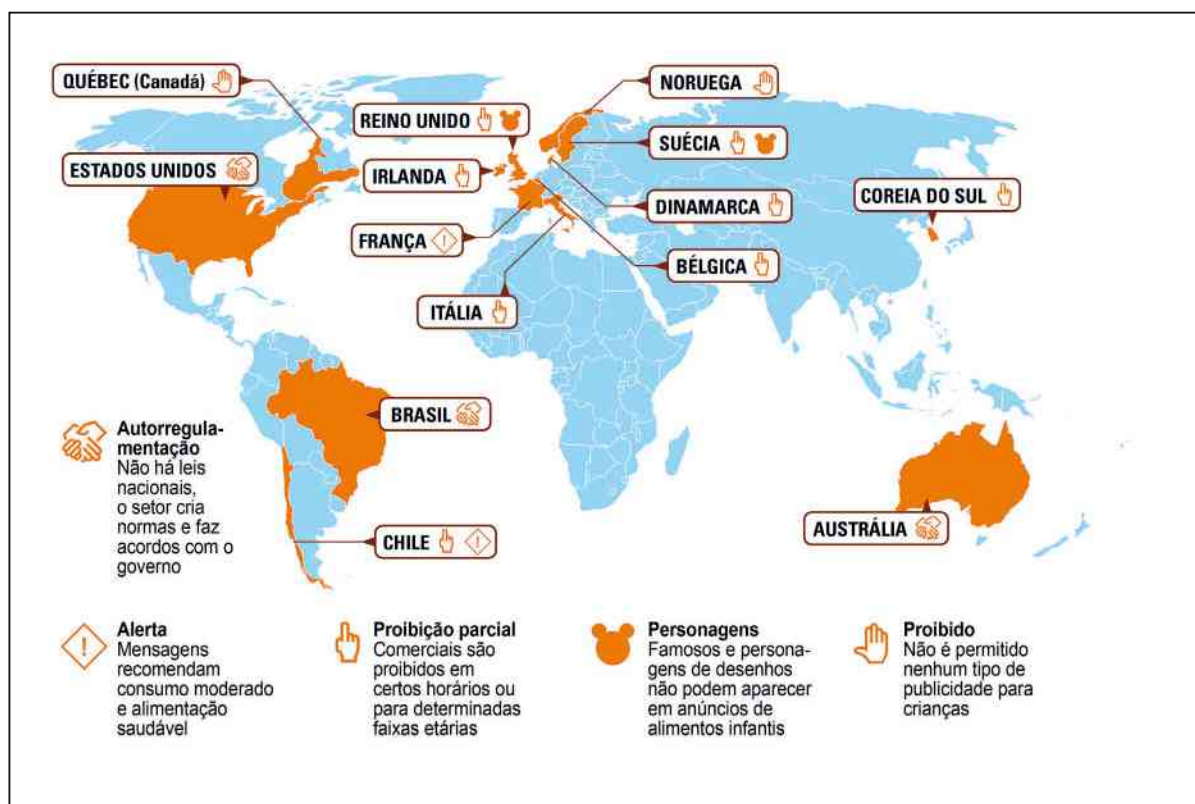 QUÉBEC (Canadá)
NORUEGA
REINO UNIDO
SUÉCIA
ESTADOS UNIDOS
IRLANDA
COREIA DO SUL
DINAMARCA
FRANÇA
BÉLGICA
ITÁLIA
BRASIL
AUSTRÁLIA
CHILE
Autorregula-
mentação
Não há leis
nacionais,
o setor cria
normas e faz
acordos com o
governo
Alerta
Mensagens
recomendam
consumo moderado
e alimentação
saudável
Proibição parcial
Comerciais são
proibidos em
certos horários ou
para determinadas
faixas etárias
Personagens
Famosos e persona-
gens de desenhos
não podem aparecer
em anúncios de
alimentos infantis
Proibido
Não é permitido
nenhum tipo de
publicidade para
crianças